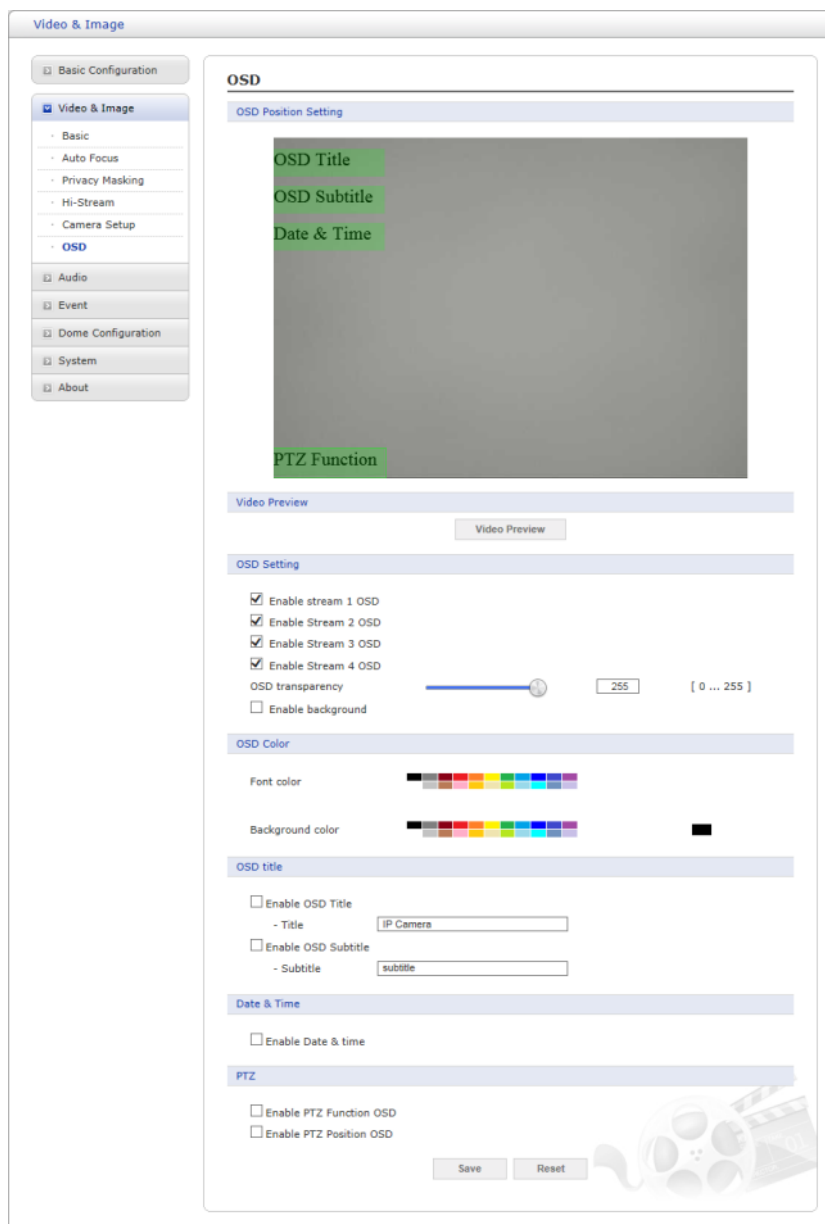 Video & Image
Basic Configuration
Video & Image
Basic
Auto Focus
Privacy Masking
Hi-Stream
Camera Setup
OSD
Audio
Event
Dome Configuration
System
About
OSD
OSD Position Setting
OSD Title
OSD Subtitle
Date & Time
PTZ Function
Video Preview
Video Preview
OSD Setting
Enable stream 1 OSD
Enable Stream 2 OSD
Enable Stream 3 OSD
Enable Stream 4 OSD
OSD transparency 255 [ 0 ... 255 ]
Enable background
OSD Color
Font color
Background color
OSD title
Enable OSD Title
- Title IP Camera
Enable OSD Subtitle
- Subtitle subtitle
Date & Time
Enable Date & time
PTZ
Enable PTZ Function OSD
Enable PTZ Position OSD
Save Reset